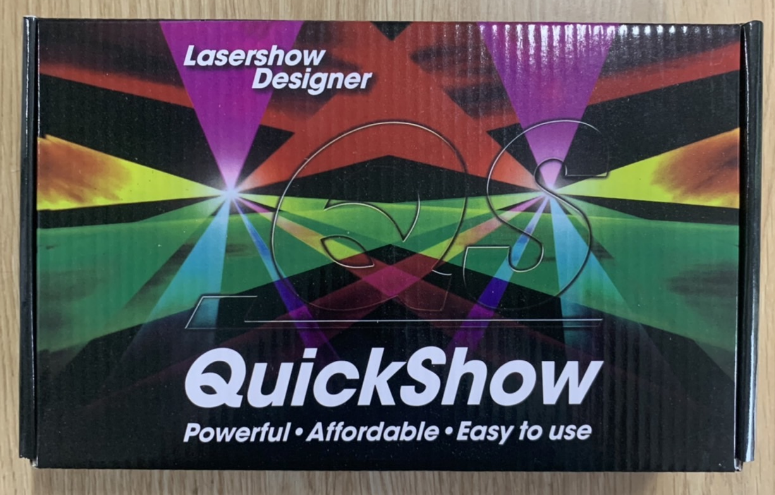 Lasershow
Designer
QS
QuickShow
Powerful • Affordable • Easy to use